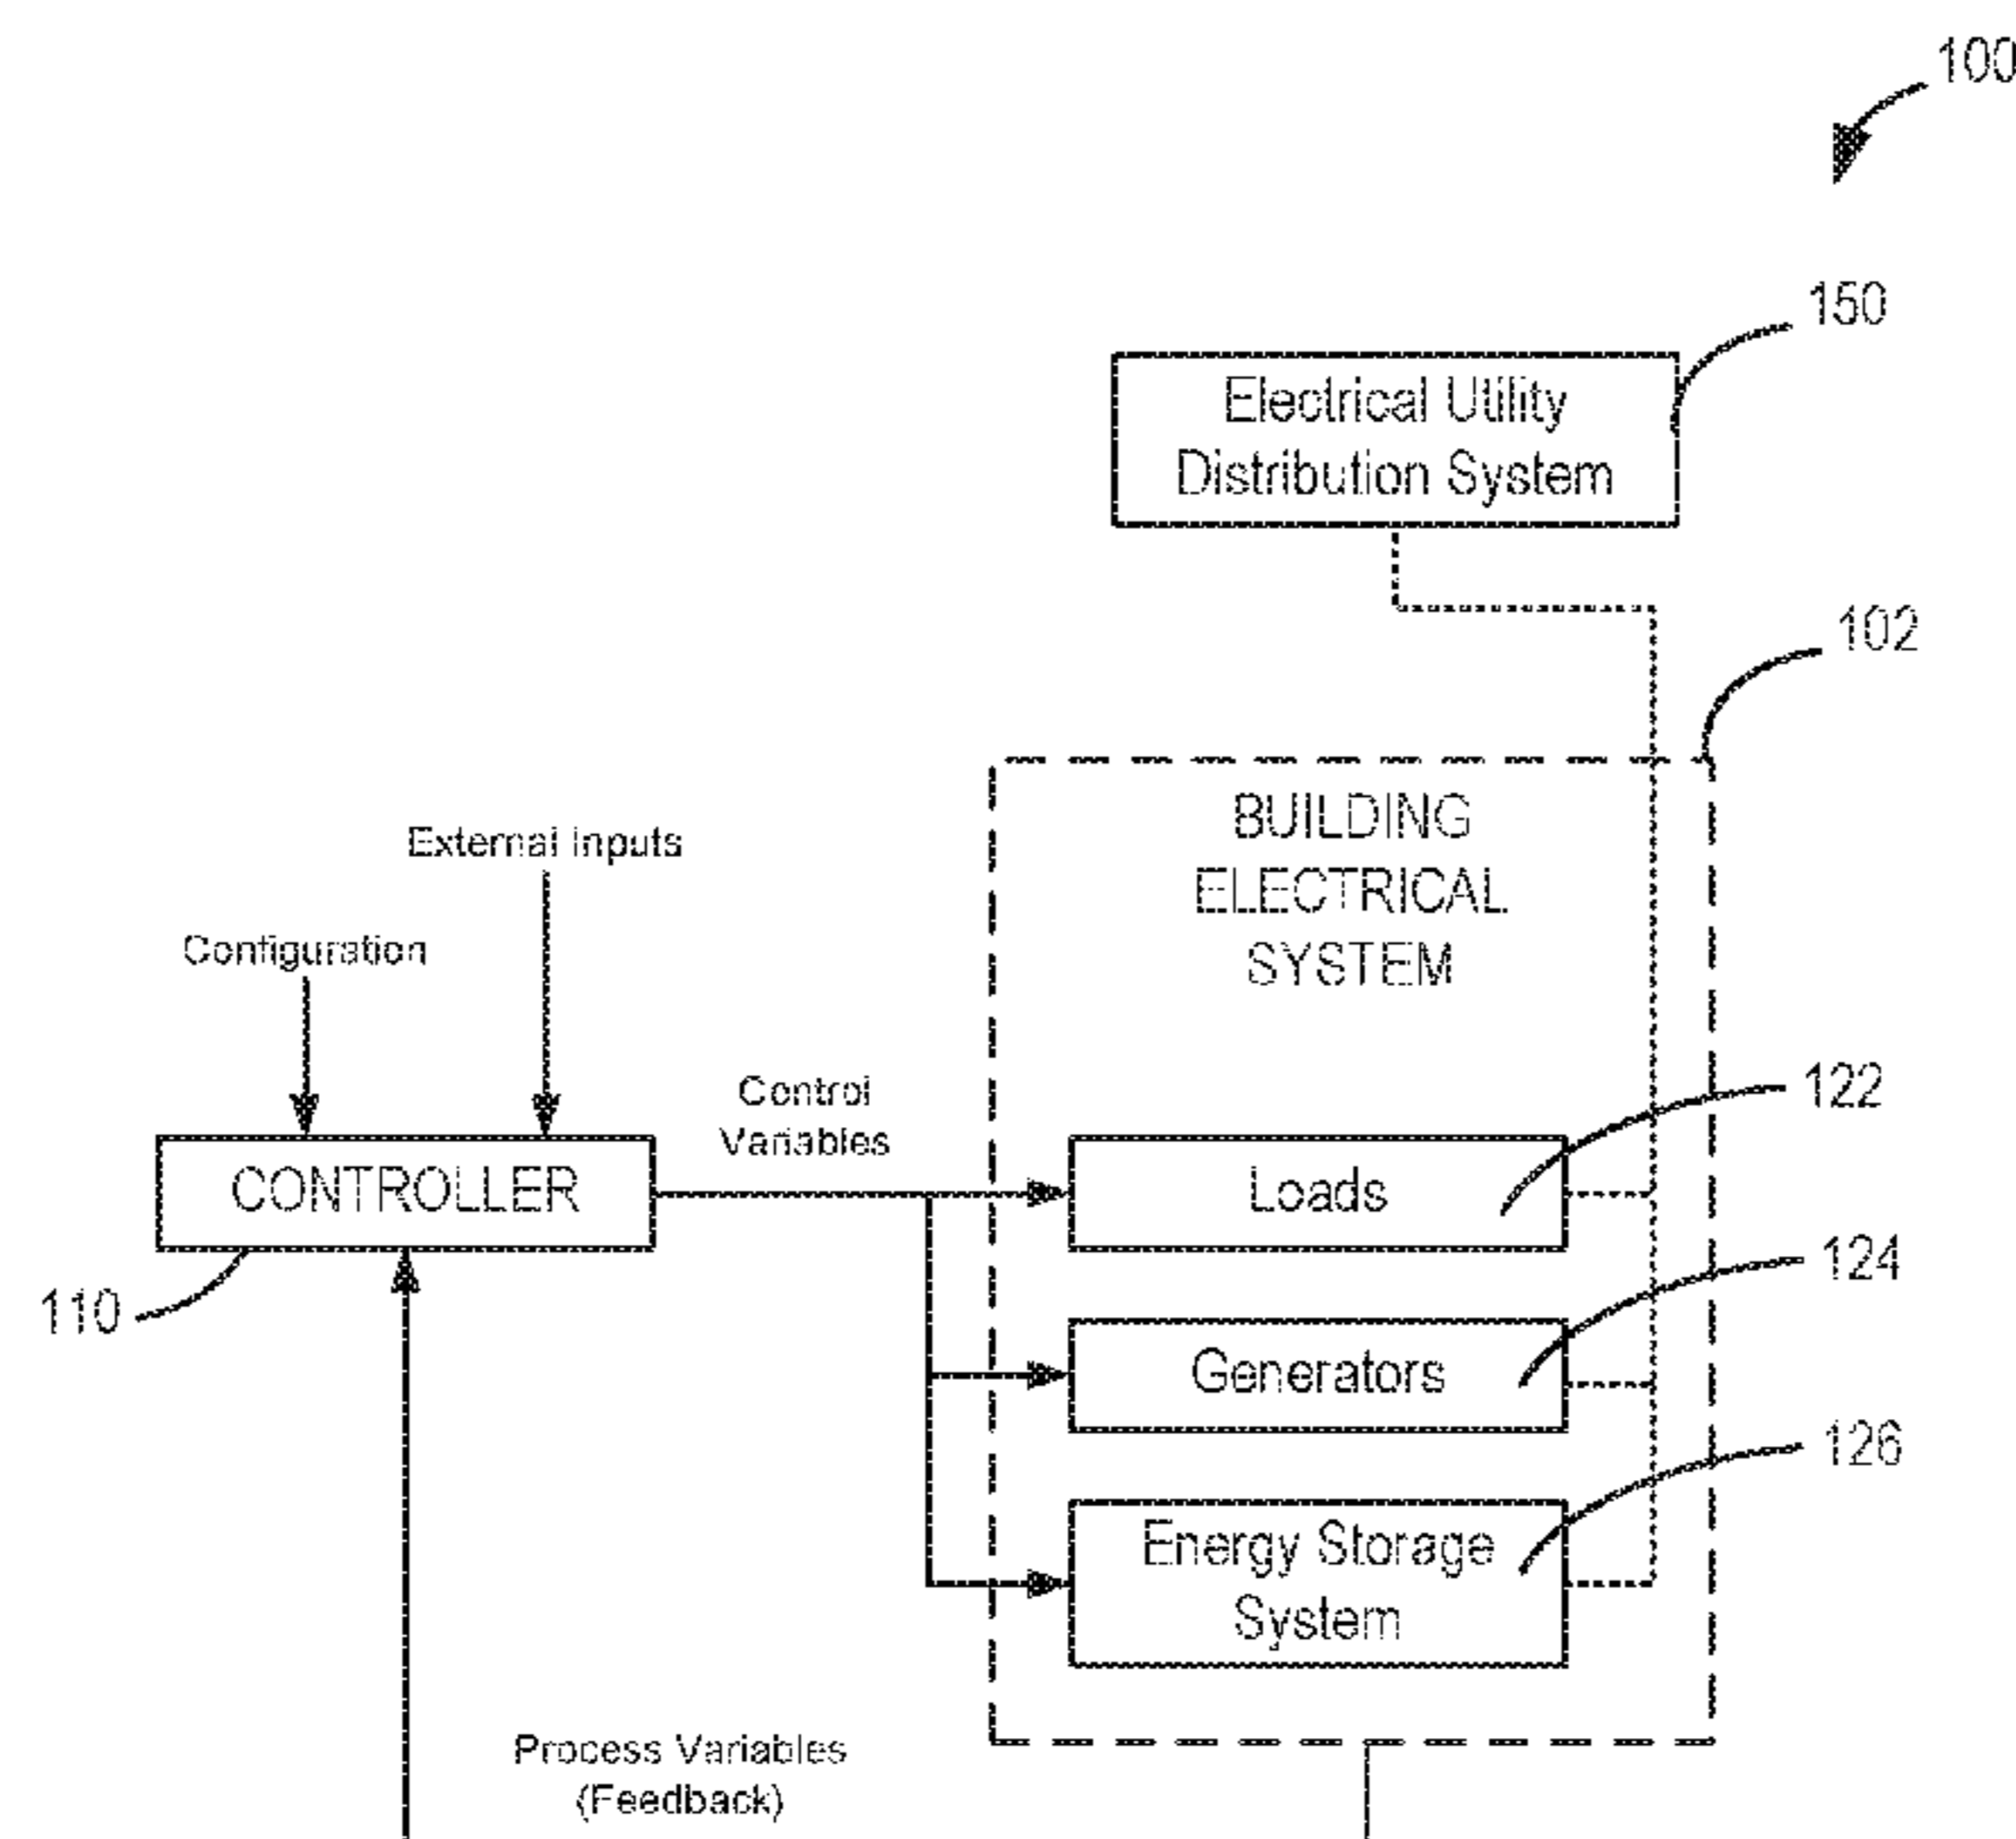 100
150
Electrical Utility
Distribution System
102
BUILDING
ELECTRICAL
SYSTEM
External Inputs
Configuration
Control
Variables
122
CONTROLLER
Loads
110
124
Generators
126
Energy Storage
System
Process Variables
(Feedback)